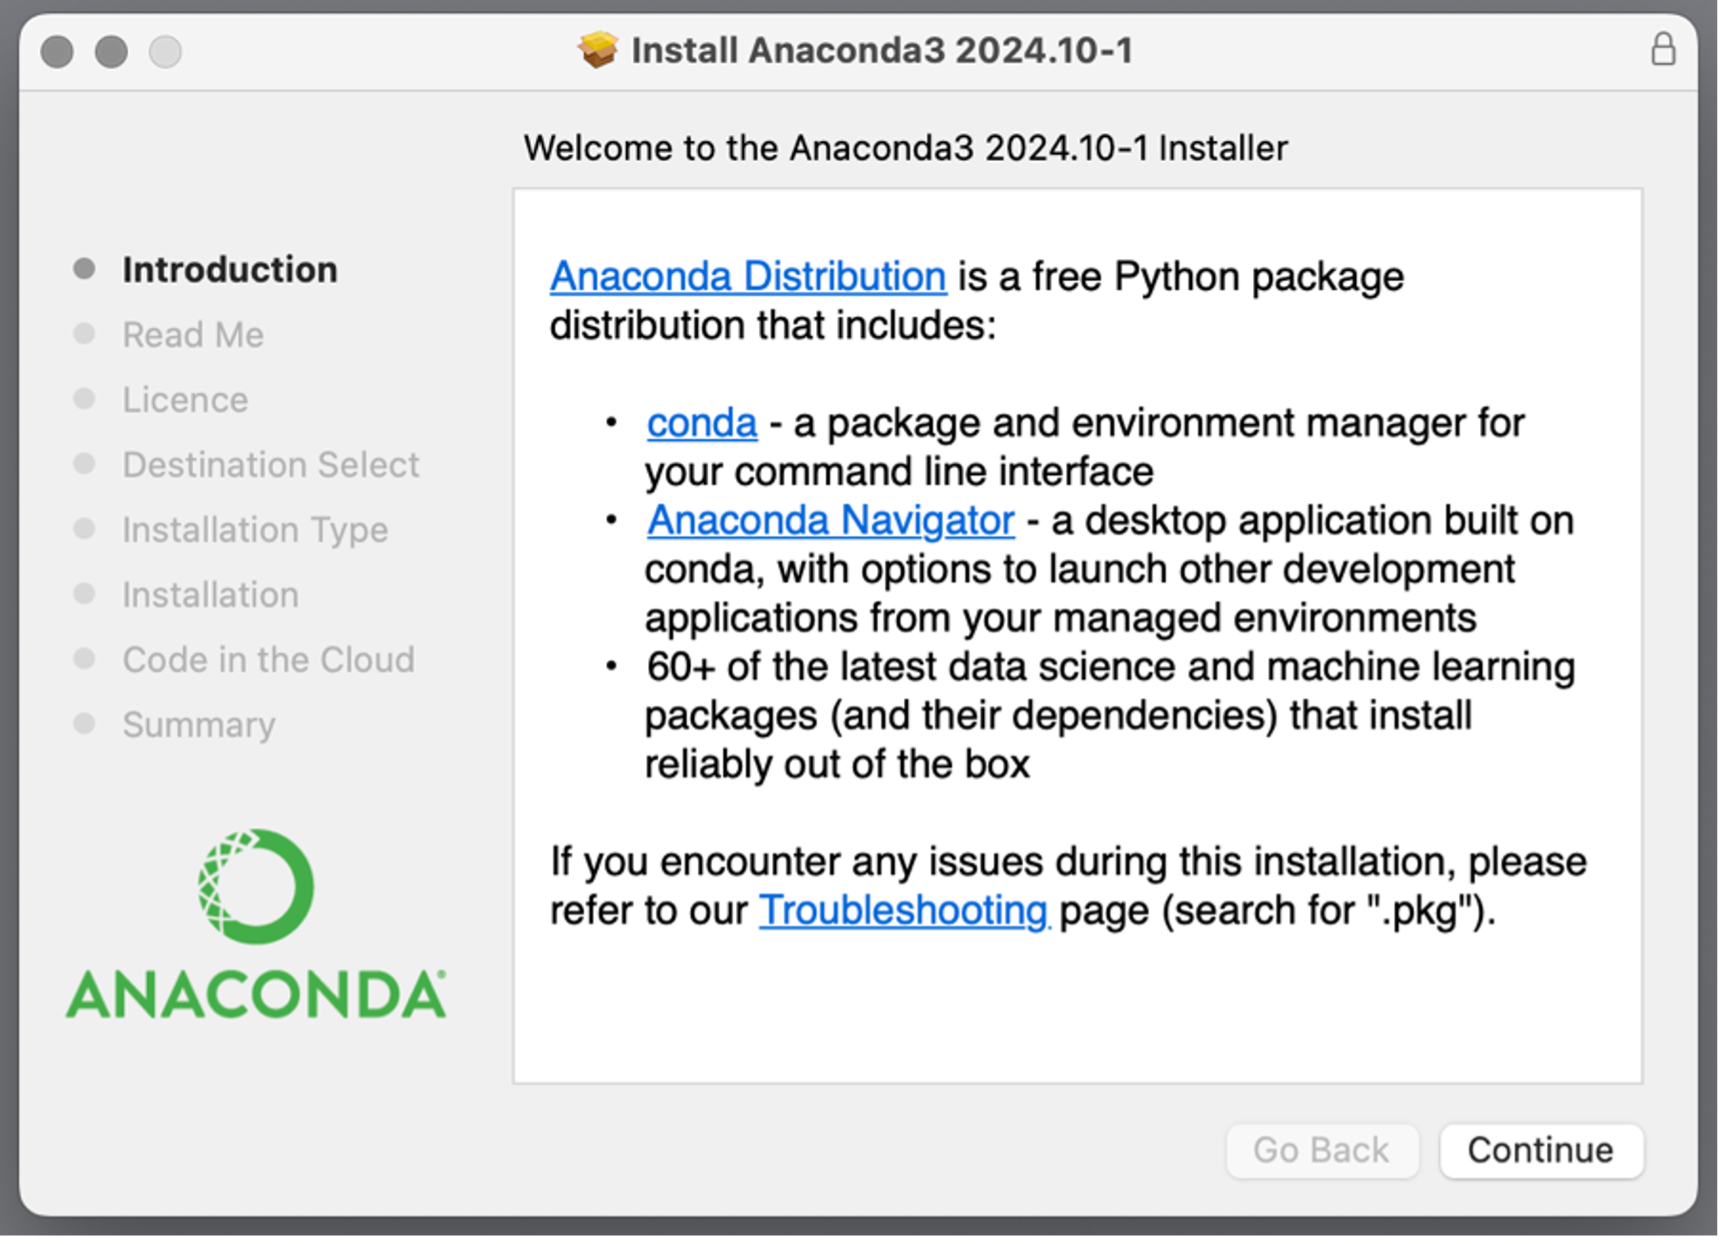 Install Anaconda3 2024.10-1
Welcome to the Anaconda3 2024.10-1 Installer
Introduction
Read Me
Licence
Destination Select
Installation Type
Installation
Code in the Cloud
Summary
ANACONDA®
Anaconda Distribution is a free Python package
distribution that includes:
• conda - a package and environment manager for
your command line interface
• Anaconda Navigator - a desktop application built on
conda, with options to launch other development
applications from your managed environments
• 60+ of the latest data science and machine learning
packages (and their dependencies) that install
reliably out of the box
If you encounter any issues during this installation, please
refer to our Troubleshooting page (search for ".pkg").
Go Back
Continue